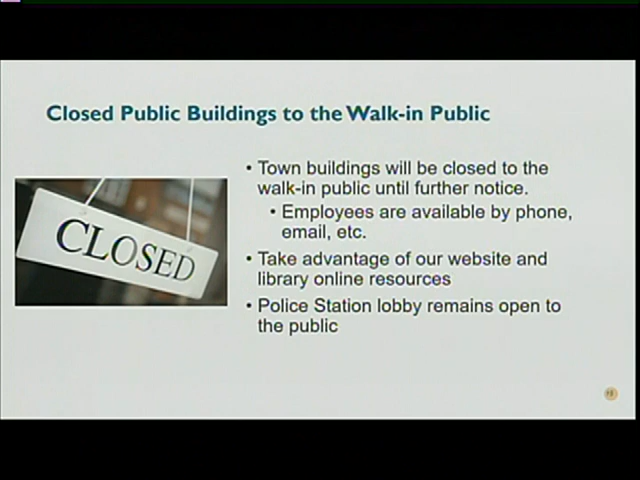 Closed Public Buildings to the Walk-in Public
• Town buildings will be closed to the
walk-in public until further notice.
• Employees are available by phone,
email, etc.
• Take advantage of our website and
library online resources
• Police Station lobby remains open to
the public
CLOSED